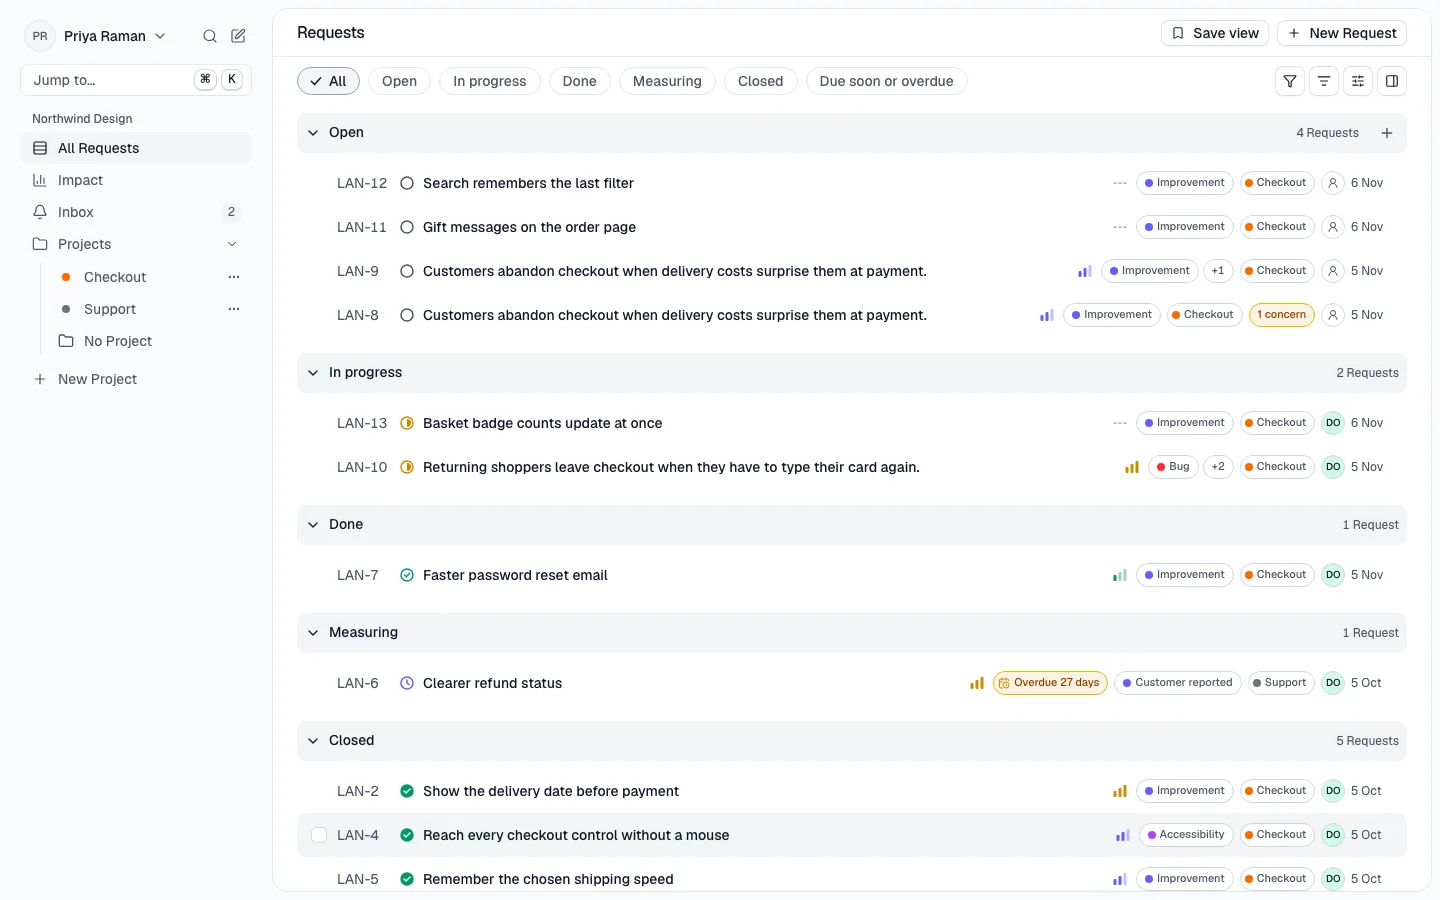 PR Priya Raman
Jump to... ⌘ K
Northwind Design
All Requests
Impact
Inbox 2
Projects
Checkout
Support
No Project
New Project
Requests
Save view
New Request
All Open In progress Done Measuring Closed Due soon or overdue
Open 4 Requests
LAN-12 Search remembers the last filter --- Improvement Checkout 6 Nov
LAN-11 Gift messages on the order page --- Improvement Checkout 6 Nov
LAN-9 Customers abandon checkout when delivery costs surprise them at payment. Improvement +1 Checkout 5 Nov
LAN-8 Customers abandon checkout when delivery costs surprise them at payment. Improvement Checkout 1 concern 5 Nov
In progress 2 Requests
LAN-13 Basket badge counts update at once --- Improvement Checkout DO 6 Nov
LAN-10 Returning shoppers leave checkout when they have to type their card again. Bug +2 Checkout DO 5 Nov
Done 1 Request
LAN-7 Faster password reset email Improvement Checkout DO 5 Nov
Measuring 1 Request
LAN-6 Clearer refund status Overdue 27 days Customer reported Support DO 5 Oct
Closed 5 Requests
LAN-2 Show the delivery date before payment Improvement Checkout DO 5 Oct
LAN-4 Reach every checkout control without a mouse Accessibility Checkout DO 5 Oct
LAN-5 Remember the chosen shipping speed Improvement Checkout DO 5 Oct